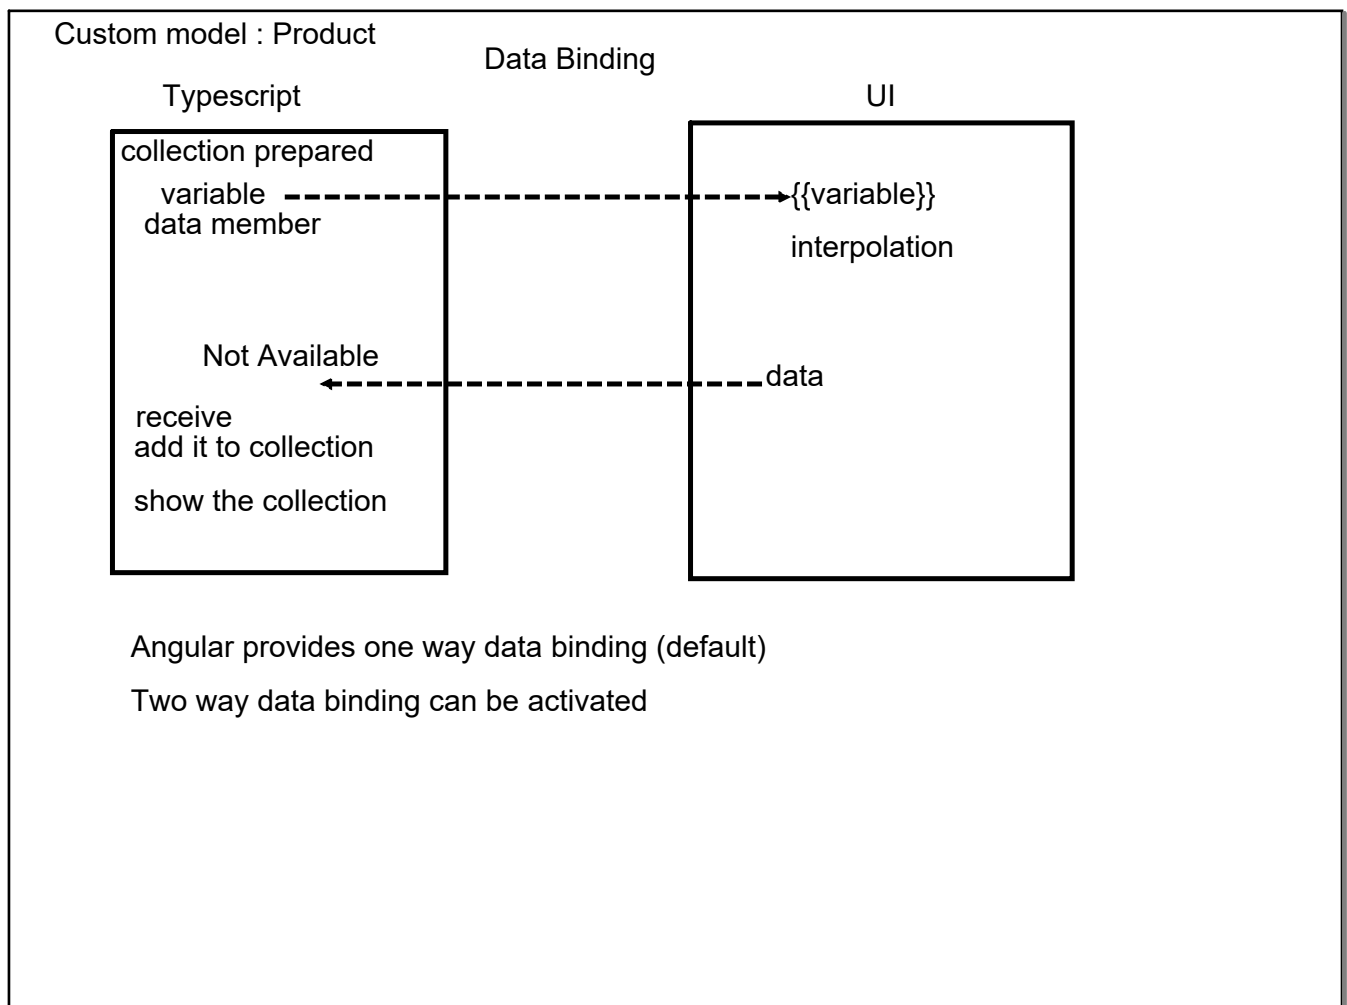 Custom model : Product
Data Binding
Typescript
UI
collection prepared
variable
data member
{{variable}}
interpolation
Not Available
data
receive
add it to collection
show the collection
Angular provides one way data binding (default)
Two way data binding can be activated